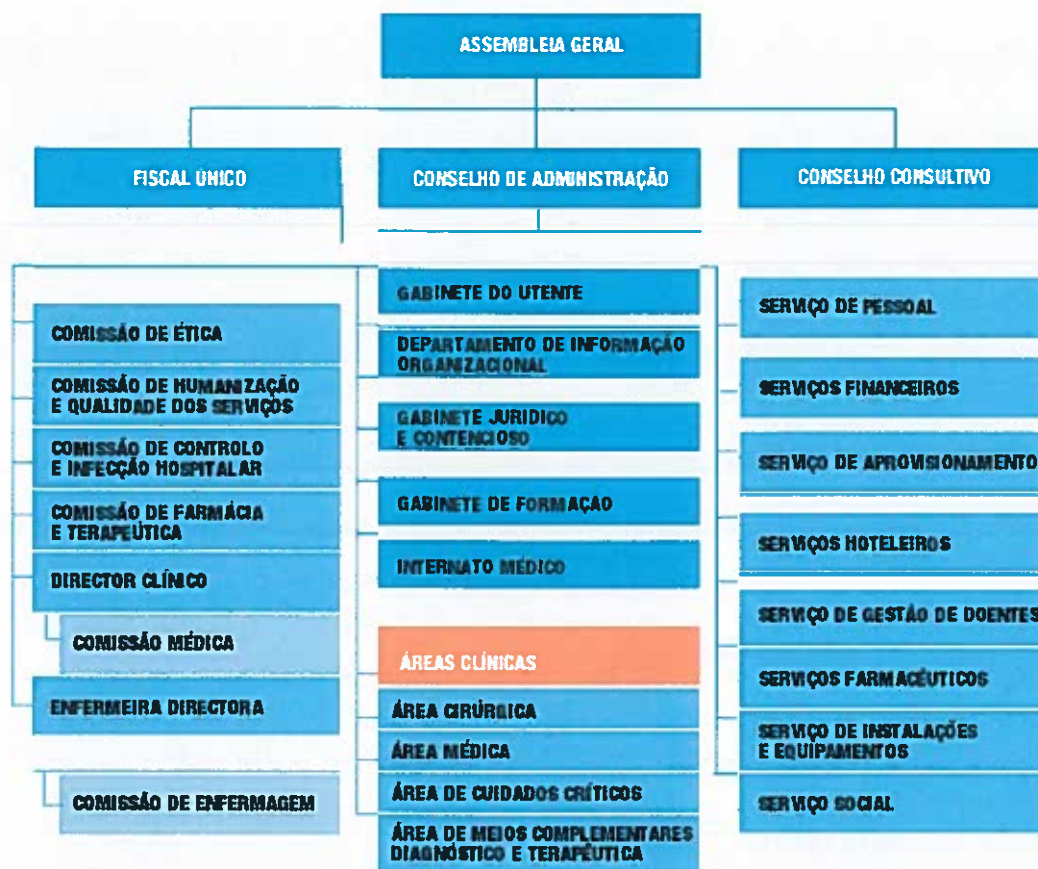 ASSEMBLEIA GERAL
FISCAL ÚNICO
CONSELHO DE ADMINISTRAÇÃO
CONSELHO CONSULTIVO
COMISSÃO DE ÉTICA
COMISSÃO DE HUMANIZAÇÃO
E QUALIDADE DOS SERVIÇOS
COMISSÃO DE CONTROLO
E INFECÇÃO HOSPITALAR
COMISSÃO DE FARMÁCIA
E TERAPEÚTICA
DIRECTOR CLÍNICO
COMISSÃO MÉDICA
ENFERMEIRA DIRECTORA
COMISSÃO DE ENFERMAGEM
GABINETE DO UTENTE
DEPARTAMENTO DE INFORMAÇÃO
ORGANIZACIONAL
GABINETE JURIDICO
E CONTENCIOSO
GABINETE DE FORMAÇÃO
INTERNATO MÉDICO
ÁREAS CLÍNICAS
ÁREA CIRÚRGICA
ÁREA MÉDICA
ÁREA DE CUIDADOS CRÍTICOS
ÁREA DE MEIOS COMPLEMENTARES
DIAGNÓSTICO E TERAPÊUTICA
SERVIÇO DE PESSOAL
SERVIÇOS FINANCEIROS
SERVIÇO DE APROVISIONAMENTO
SERVIÇOS HOTELEIROS
SERVIÇO DE GESTÃO DE DOENTES
SERVIÇOS FARMACÊUTICOS
SERVIÇO DE INSTALAÇÕES
E EQUIPAMENTOS
SERVIÇO SOCIAL